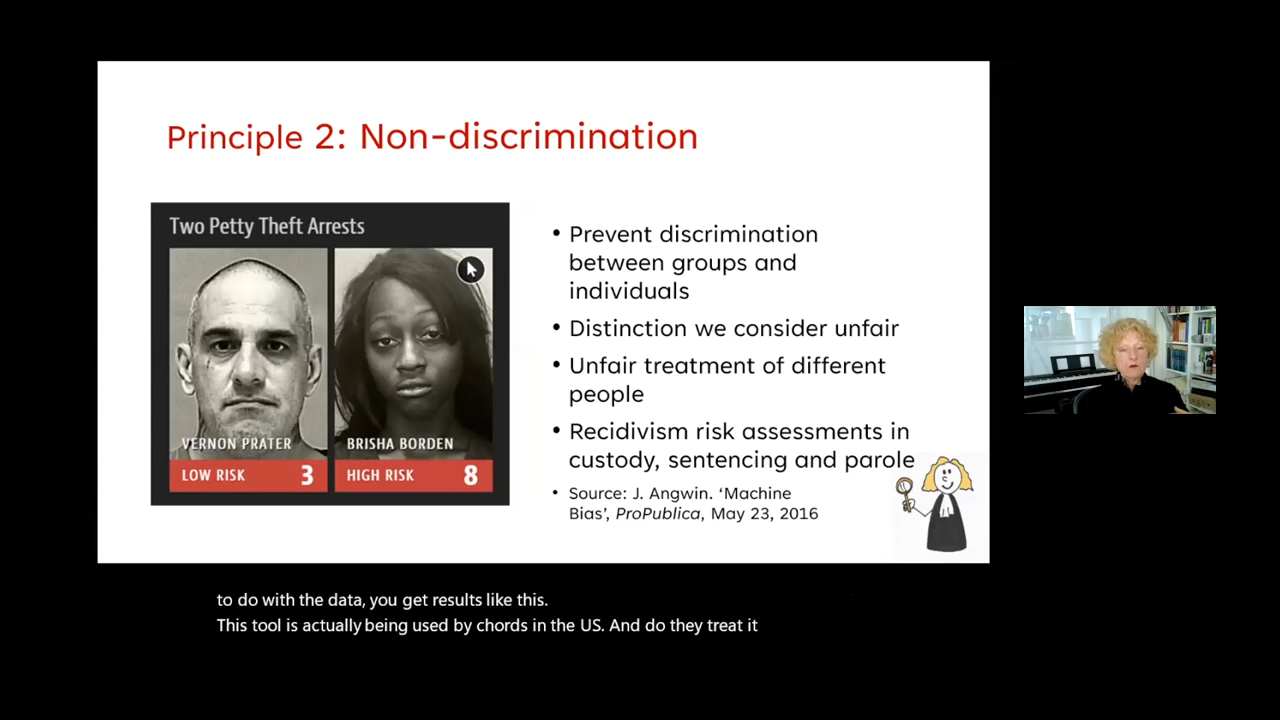 Principle 2: Non-discrimination
Two Petty Theft Arrests
VERNON PRATER
LOW RISK 3
BRISHA BORDEN
HIGH RISK 8
• Prevent discrimination
between groups and
individuals
• Distinction we consider unfair
• Unfair treatment of different
people
• Recidivism risk assessments in
custody, sentencing and parole
• Source: J. Angwin. ‘Machine
Bias’, ProPublica, May 23, 2016
to do with the data, you get results like this.
This tool is actually being used by chords in the US. And do they treat it